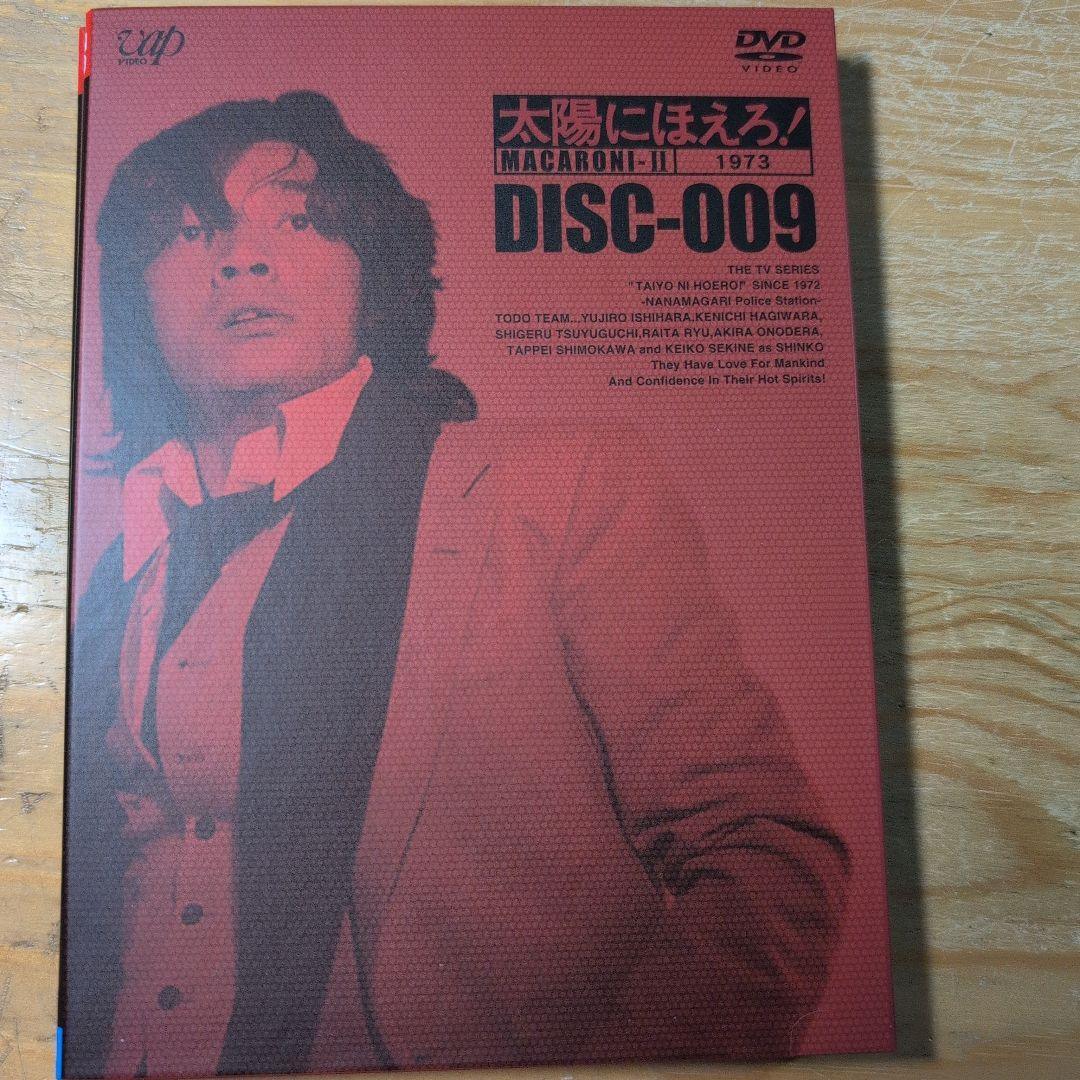 vap
VIDEO
DVD
VIDEO
太陽にほえろ!
MACARONI-II 1973
DISC-009
THE TV SERIES
"TAIYO NI HOERO!" SINCE 1972
-NANAMAGARI Police Station-
TODO TEAM...YUJIRO ISHIHARA,KENICHI HAGIWARA,
SHIGERU TSUYUGUCHI,RAITA RYU,AKIRA ONODERA,
TAPPEI SHIMOKAWA and KEIKO SEKINE as SHINKO
They Have Love For Mankind
And Confidence In Their Hot Spirits!